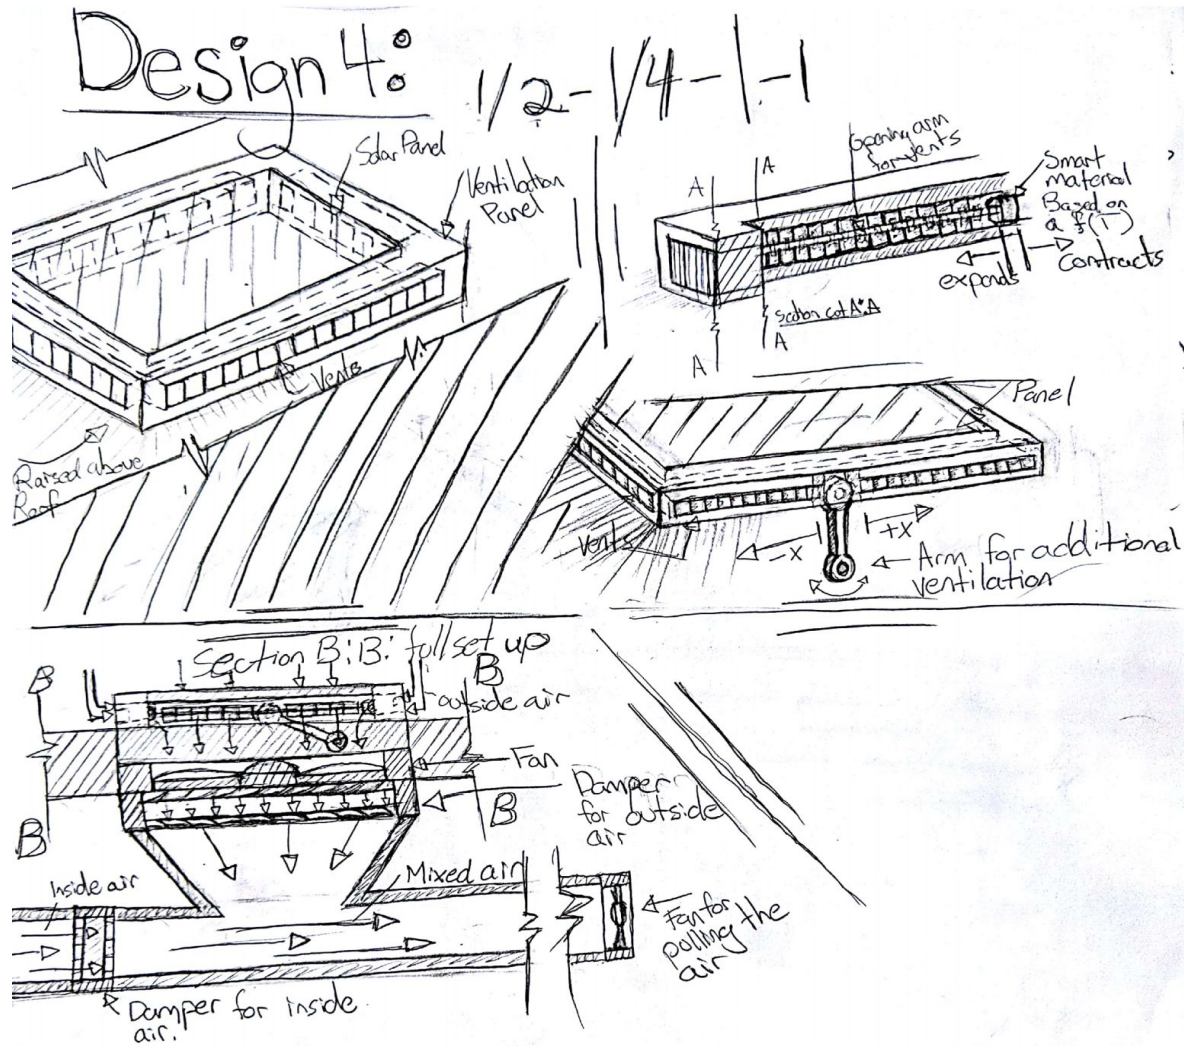 Design 4:
1/2-1/4-1-1
Solar Panel
Ventilation
Panel
Vents
Raised above
Roof
Opening arm
for vents
A
A
Smart
material
Based on
a f(T)
expands
Contracts
Section cut A:A
A
A
Panel
Vents
-x
+x
Arm for additional
ventilation
Section B:B: full set up
B
B
outside air
Fan
Damper
for outside
air
B
B
Inside air
Mixed air
Fan for
pulling the
air
Damper for inside
air.